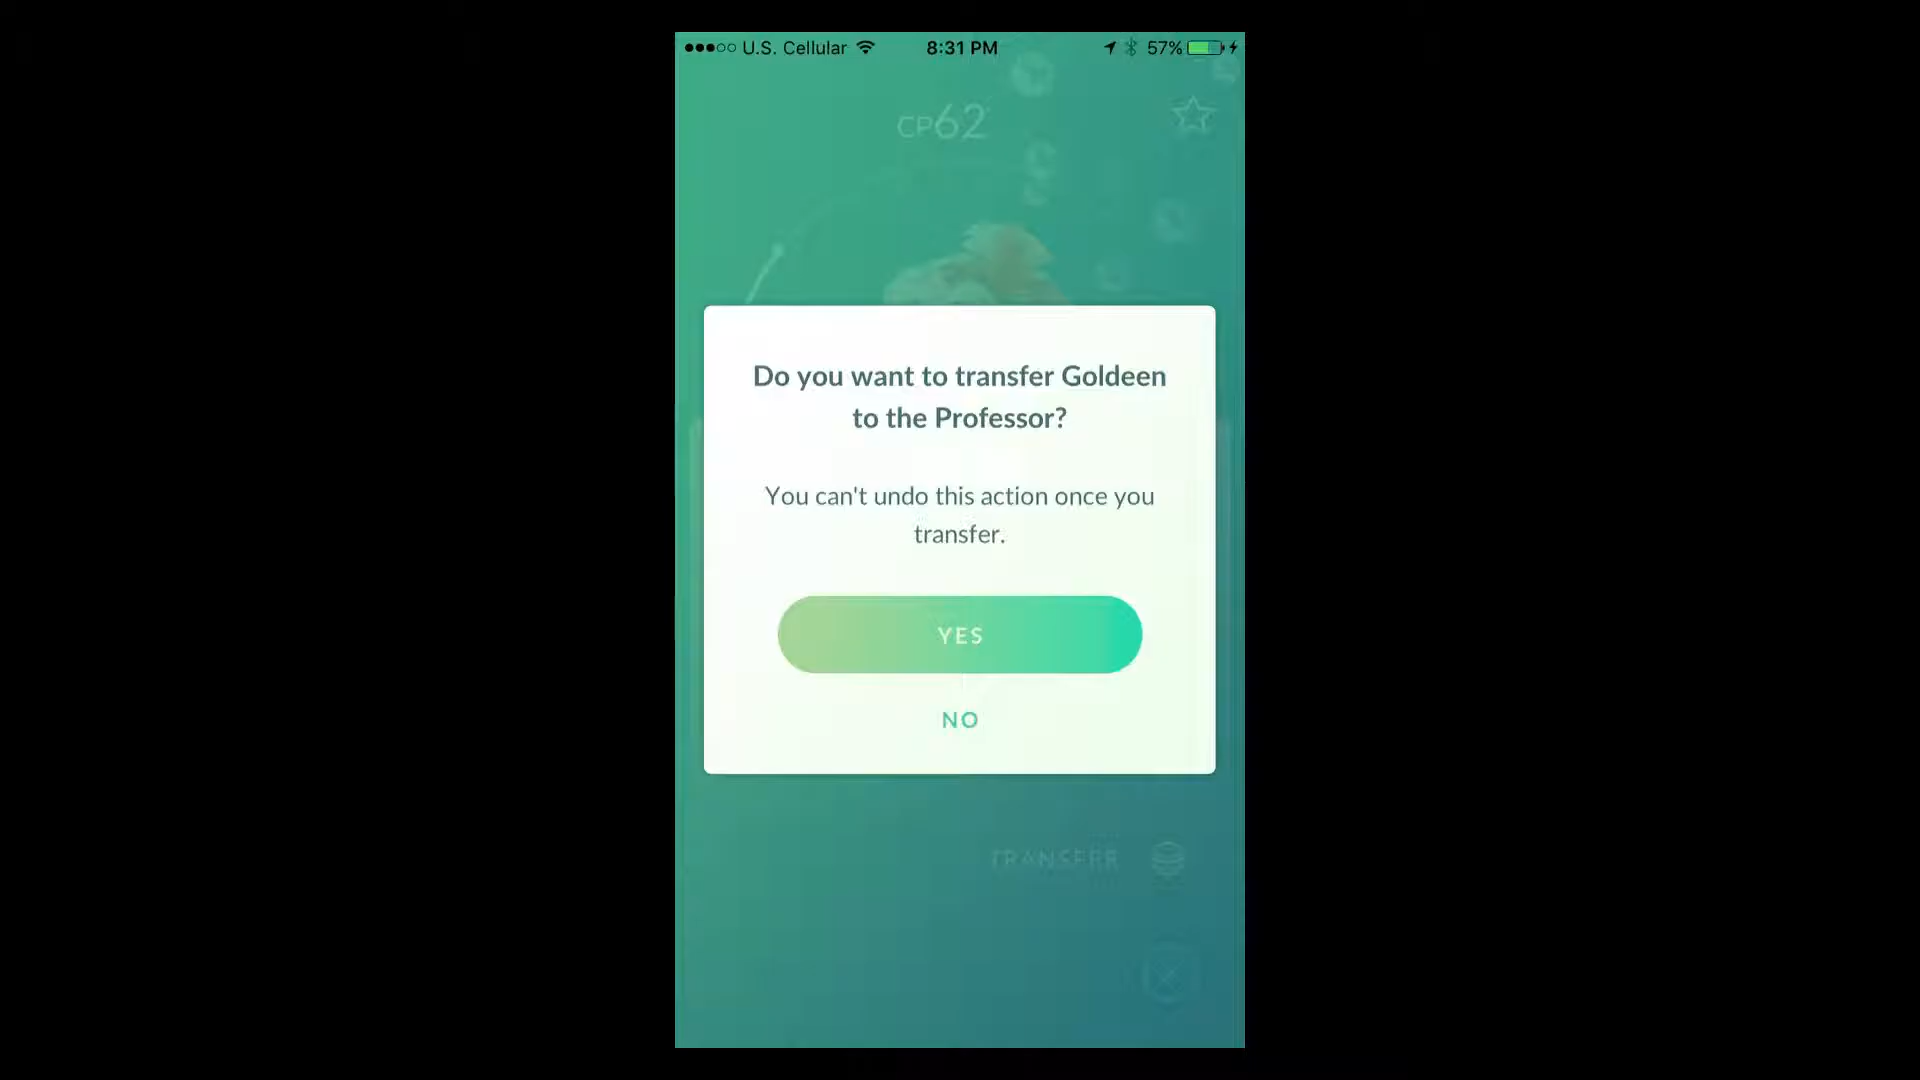 U.S. Cellular 8:31 PM 57%
CP62
Do you want to transfer Goldeen
to the Professor?
You can't undo this action once you
transfer.
YES
NO
TRANSFER